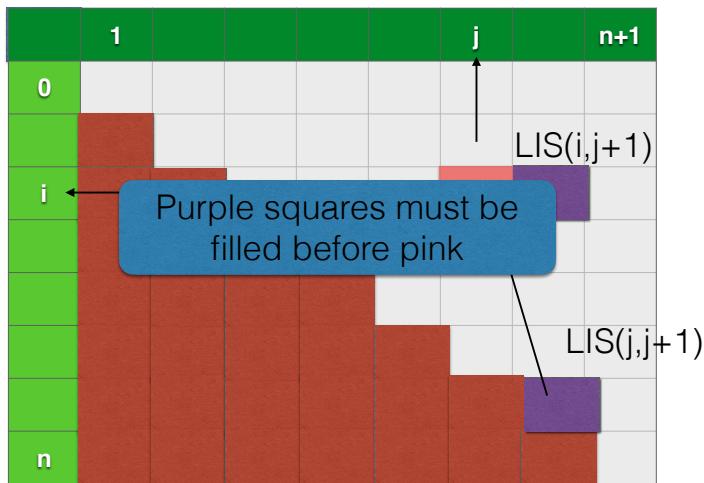 1 j n+1
0
LIS(i,j+1)
i
Purple squares must be
filled before pink
LIS(j,j+1)
n